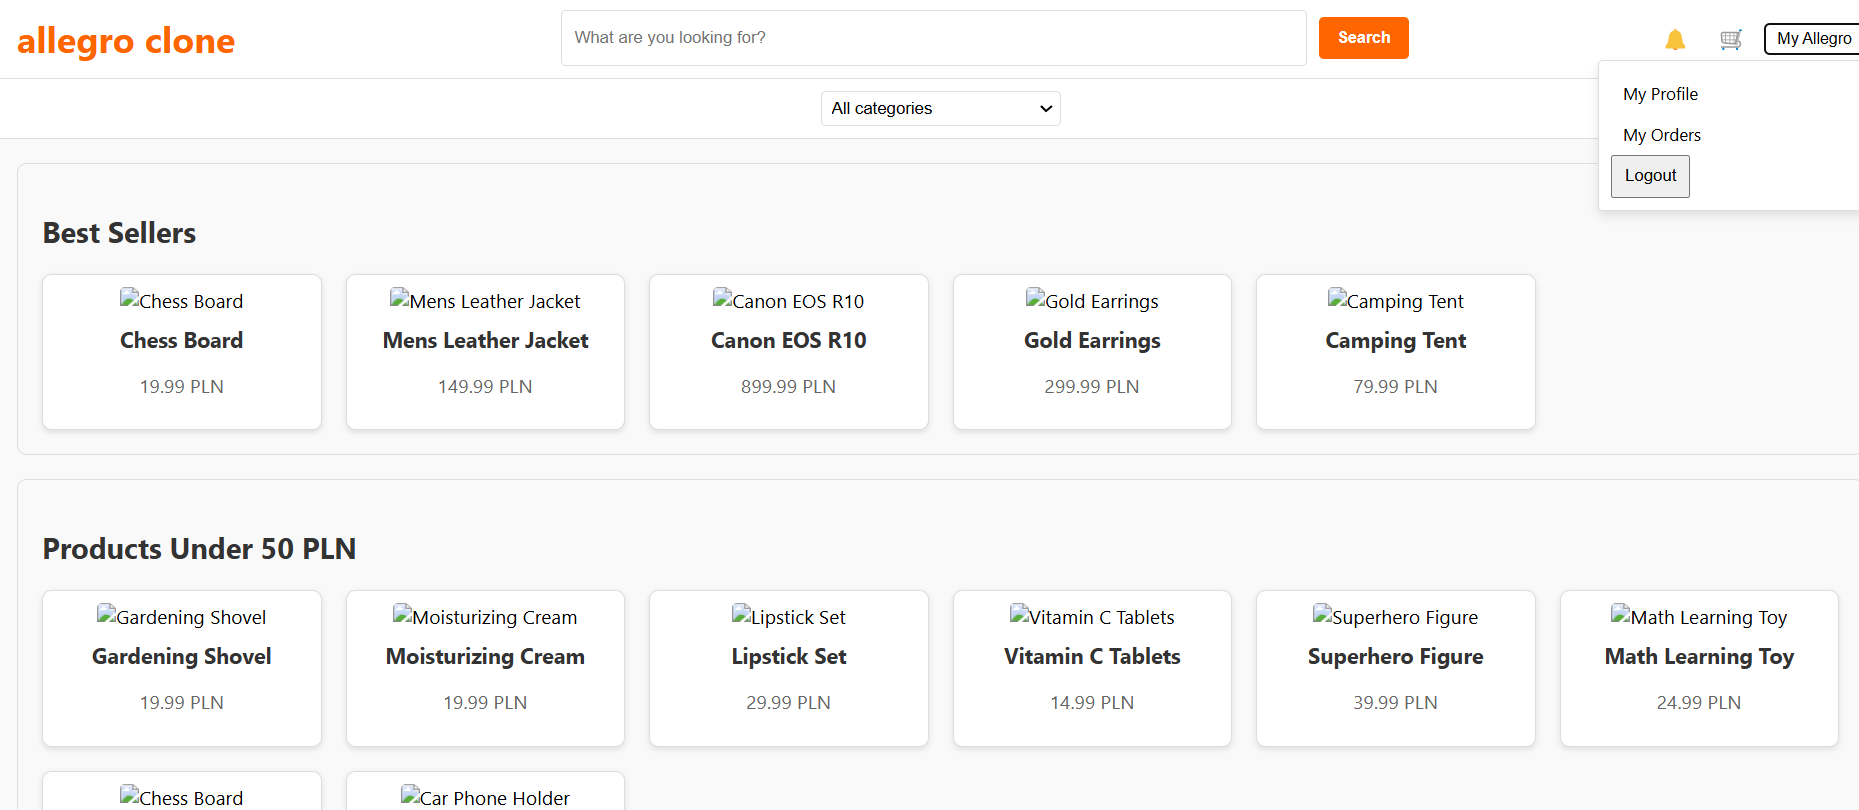 allegro clone
What are you looking for?
Search
My Allegro
All categories
My Profile
My Orders
Logout
Best Sellers
Chess Board
Mens Leather Jacket
Canon EOS R10
Gold Earrings
Camping Tent
Chess Board
Mens Leather Jacket
Canon EOS R10
Gold Earrings
Camping Tent
19.99 PLN
149.99 PLN
899.99 PLN
299.99 PLN
79.99 PLN
Products Under 50 PLN
Gardening Shovel
Moisturizing Cream
Lipstick Set
Vitamin C Tablets
Superhero Figure
Math Learning Toy
Gardening Shovel
Moisturizing Cream
Lipstick Set
Vitamin C Tablets
Superhero Figure
Math Learning Toy
19.99 PLN
19.99 PLN
29.99 PLN
14.99 PLN
39.99 PLN
24.99 PLN
Chess Board
Car Phone Holder